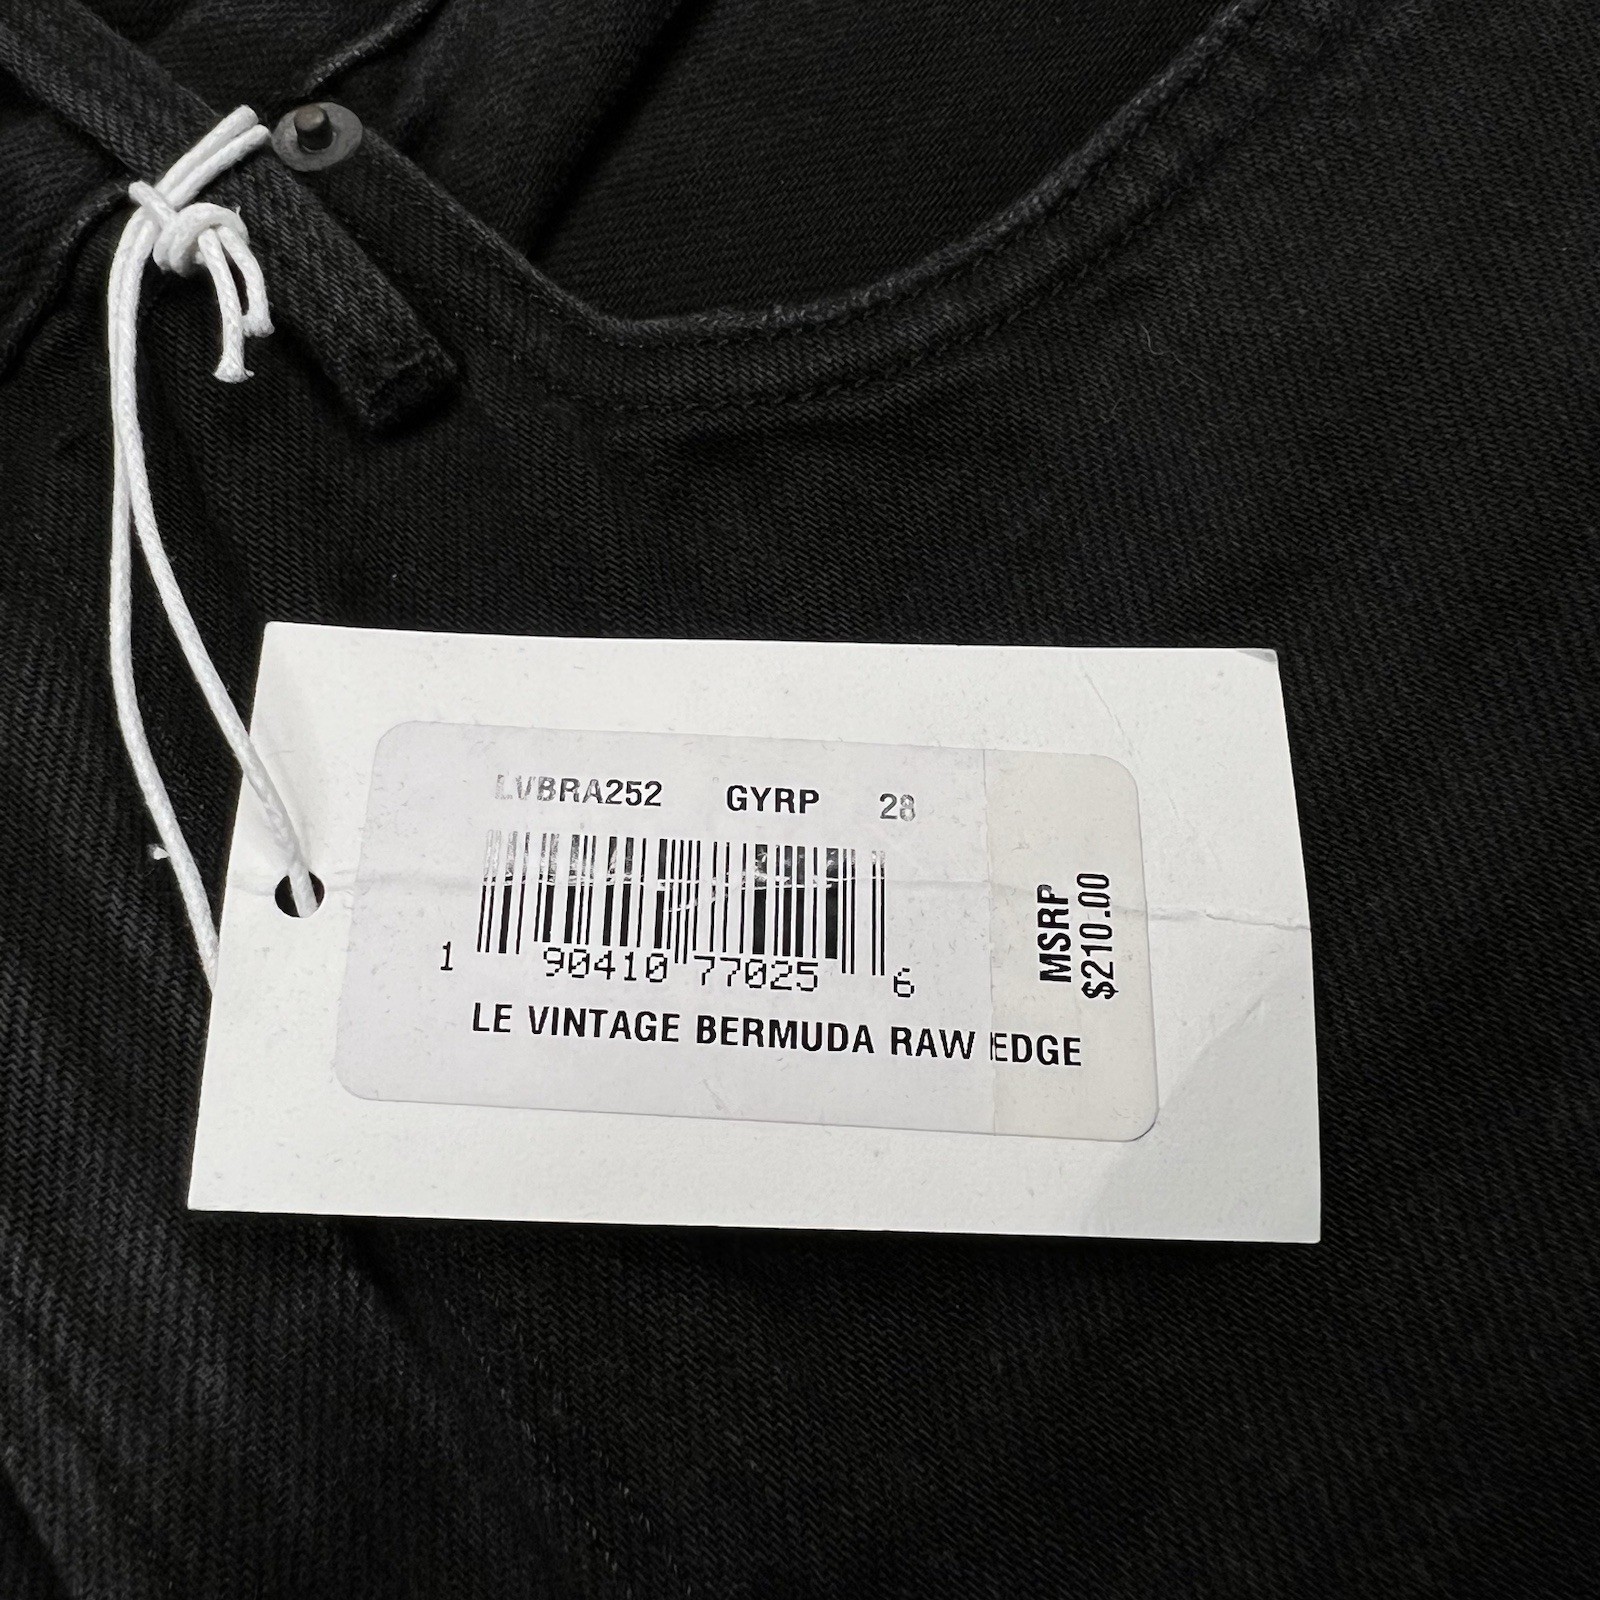 LVBRA252 GYRP 28
1 90410 77025 6
LE VINTAGE BERMUDA RAW EDGE
MSRP
$210.00